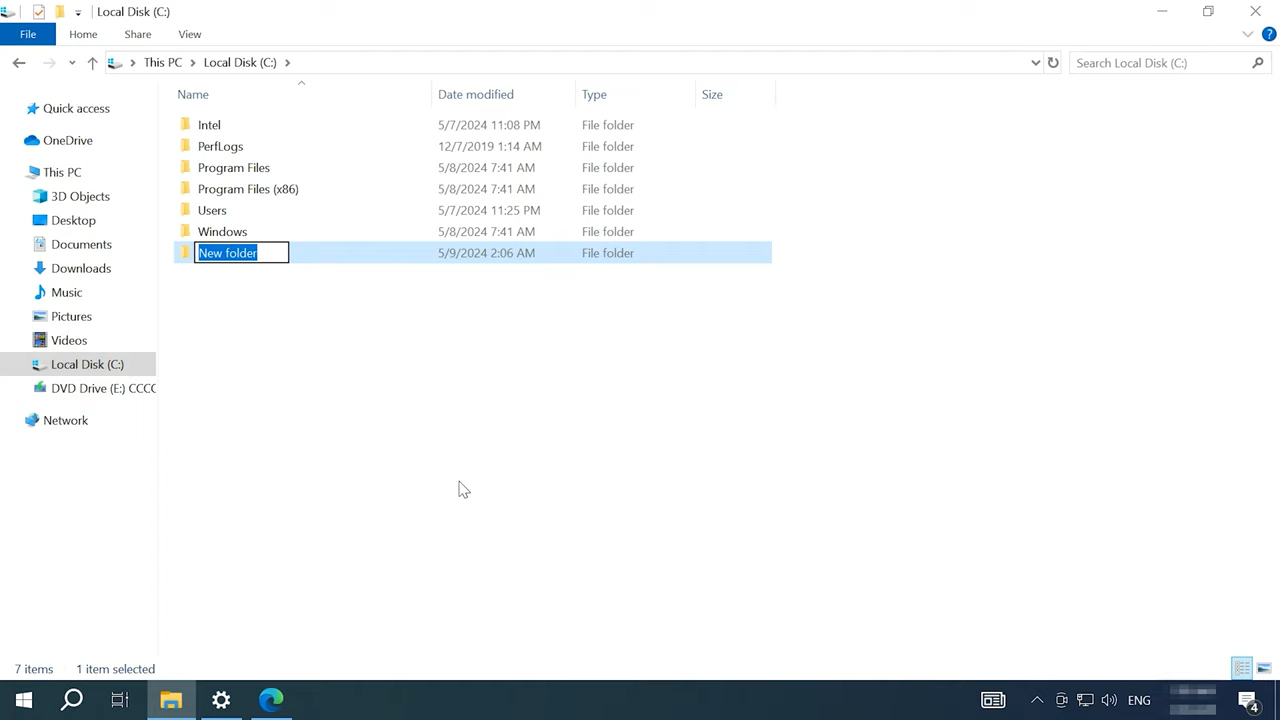 Local Disk (C:)
File Home Share View
This PC Local Disk (C:) Search Local Disk (C:)
Name Date modified Type Size
Quick access
OneDrive
This PC
3D Objects
Desktop
Documents
Downloads
Music
Pictures
Videos
Local Disk (C:)
DVD Drive (E:) CCCC
Network
Intel 5/7/2024 11:08 PM File folder
PerfLogs 12/7/2019 1:14 AM File folder
Program Files 5/8/2024 7:41 AM File folder
Program Files (x86) 5/8/2024 7:41 AM File folder
Users 5/7/2024 11:25 PM File folder
Windows 5/8/2024 7:41 AM File folder
New folder 5/9/2024 2:06 AM File folder
7 items 1 item selected
ENG 4